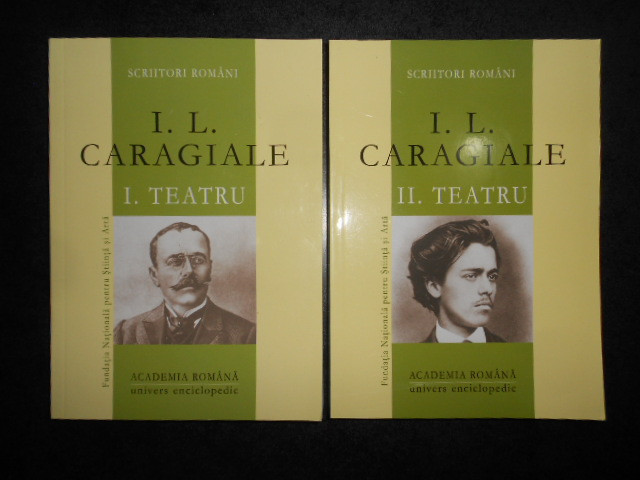 SCRIITORI ROMÂNI
I. L.
CARAGIALE
I. TEATRU
Fundația Națională pentru Știință și Artă
ACADEMIA ROMÂNĂ
univers enciclopedic
SCRIITORI ROMÂNI
I. L.
CARAGIALE
II. TEATRU
Fundația Națională pentru Știință și Artă
ACADEMIA ROMÂNĂ
univers enciclopedic